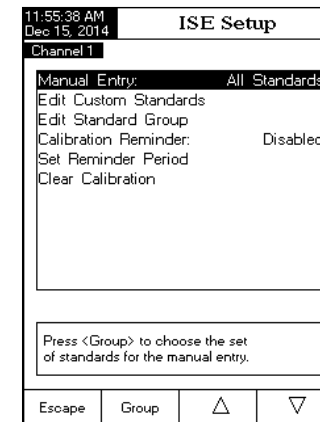 11:55:38 AM
Dec 15, 2014
ISE Setup
Channel 1
Manual Entry: All Standards
Edit Custom Standards
Edit Standard Group
Calibration Reminder: Disabled
Set Reminder Period
Clear Calibration
Press <Group> to choose the set
of standards for the manual entry.
Escape Group △ ▽